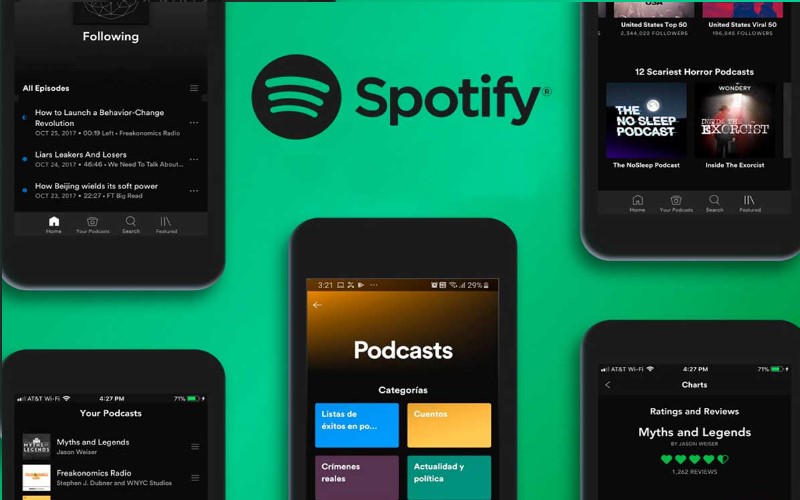 Following
All Episodes
How to Launch a Behavior-Change
Revolution
OCT 25, 2017 • 00:19 Left • Freakonomics Radio
Liars Leakers And Losers
OCT 24, 2017 • 46:46 • We Need To Talk About...
How Beijing wields its soft power
OCT 23, 2017 • 22:27 • FT Big Read
Home
Your Podcasts
Search
Featured
Spotify®
USA
United States Top 50
2,344,022 FOLLOWERS
United States Viral 50
196,845 FOLLOWERS
12 Scariest Horror Podcasts
THE
NO SLEEP
PODCAST
WONDERY
INSIDE THE
EXORCIST
The NoSleep Podcast
Inside The Exorcist
Home
Your Podcasts
Search
Featured
3:21
29%
Podcasts
Categorías
Listas de
éxitos en po...
Cuentos
Crímenes
reales
Actualidad y
política
AT&T Wi-Fi
4:27 PM
71%
Your Podcasts
MYTHS AND
LEGENDS
Myths and Legends
Jason Weiser
Freakonomics Radio
Stephen J. Dubner and WNYC Studios
AT&T Wi-Fi
4:27 PM
71%
Charts
Ratings and Reviews
Myths and Legends
BY JASON WEISER
1,262 REVIEWS